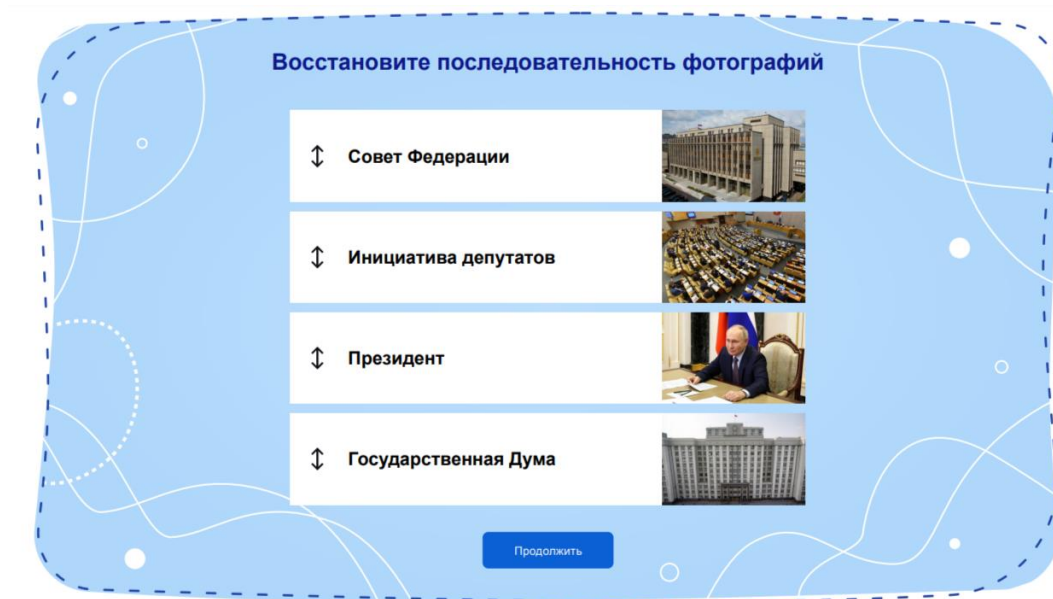 Восстановите последовательность фотографий
Совет Федерации
Инициатива депутатов
Президент
Государственная Дума
Продолжить